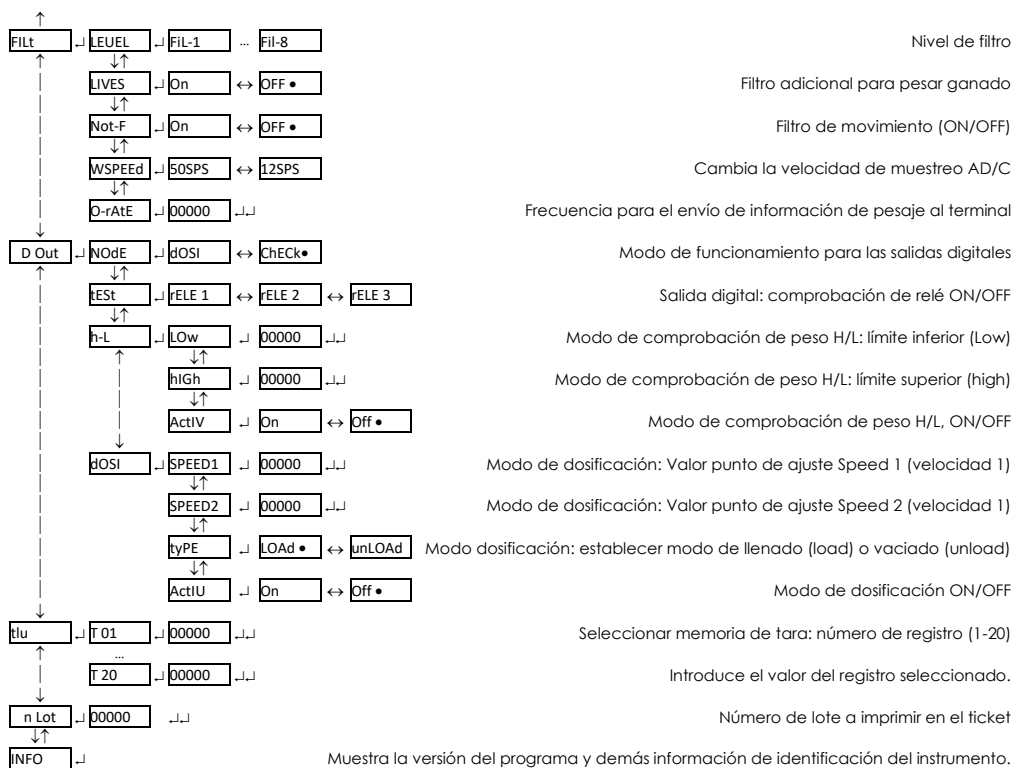 FILt LEUEL FiL-1 ... Fil-8 Nivel de filtro
LIVES On ↔ OFF • Filtro adicional para pesar ganado
Not-F On ↔ OFF • Filtro de movimiento (ON/OFF)
WSPEEd 50SPS ↔ 12SPS Cambia la velocidad de muestreo AD/C
O-rAtE 00000 Frecuencia para el envío de información de pesaje al terminal
D Out NOdE dOSI ↔ ChECk• Modo de funcionamiento para las salidas digitales
tESt rELE 1 ↔ rELE 2 ↔ rELE 3 Salida digital: comprobación de relé ON/OFF
h-L LOw 00000 Modo de comprobación de peso H/L: límite inferior (Low)
hIGh 00000 Modo de comprobación de peso H/L: límite superior (high)
ActIV On ↔ Off • Modo de comprobación de peso H/L, ON/OFF
dOSI SPEED1 00000 Modo de dosificación: Valor punto de ajuste Speed 1 (velocidad 1)
SPEED2 00000 Modo de dosificación: Valor punto de ajuste Speed 2 (velocidad 1)
tyPE LOAd • ↔ unLOAd Modo dosificación: establecer modo de llenado (load) o vaciado (unload)
ActIU On ↔ Off • Modo de dosificación ON/OFF
tlu T 01 00000 Seleccionar memoria de tara: número de registro (1-20)
...
T 20 00000 Introduce el valor del registro seleccionado.
n Lot 00000 Número de lote a imprimir en el ticket
INFO Muestra la versión del programa y demás información de identificación del instrumento.